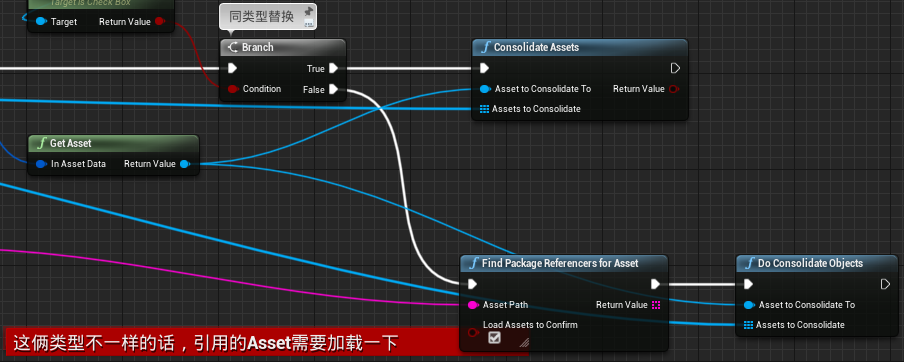 Target is Check Box
Target
Return Value
同类型替换
Branch
True
Condition
False
Consolidate Assets
Asset to Consolidate To
Return Value
Assets to Consolidate
Get Asset
In Asset Data
Return Value
Find Package Referencers for Asset
Asset Path
Return Value
Load Assets to Confirm
Do Consolidate Objects
Asset to Consolidate To
Assets to Consolidate
这俩类型不一样的话，引用的Asset需要加载一下